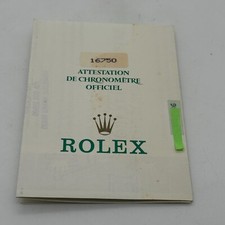 16750
ATTESTATION
DE CHRONOMÈTRE
OFFICIEL
ROLEX